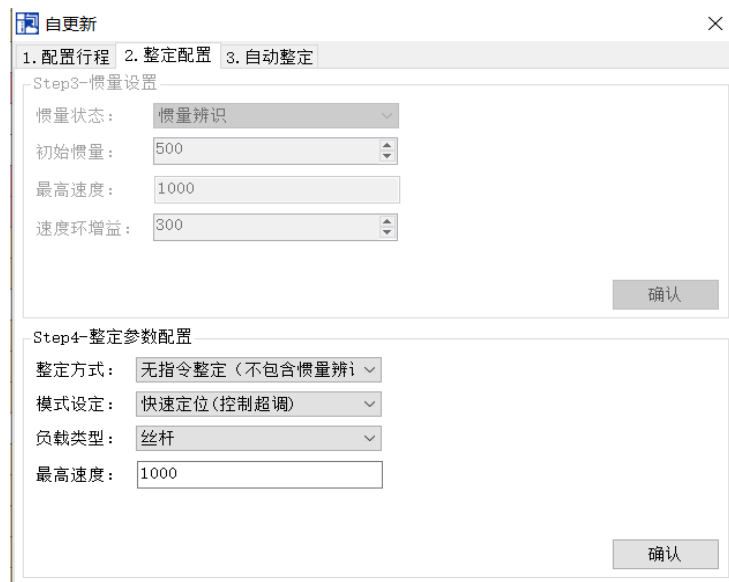 自更新
1.配置行程 2.整定配置 3.自动整定
Step3-惯量设置
惯量状态： 惯量辨识
初始惯量： 500
最高速度： 1000
速度环增益： 300
确认
Step4-整定参数配置
整定方式： 无指令整定（不包含惯量辨
模式设定： 快速定位(控制超调)
负载类型： 丝杆
最高速度： 1000
确认